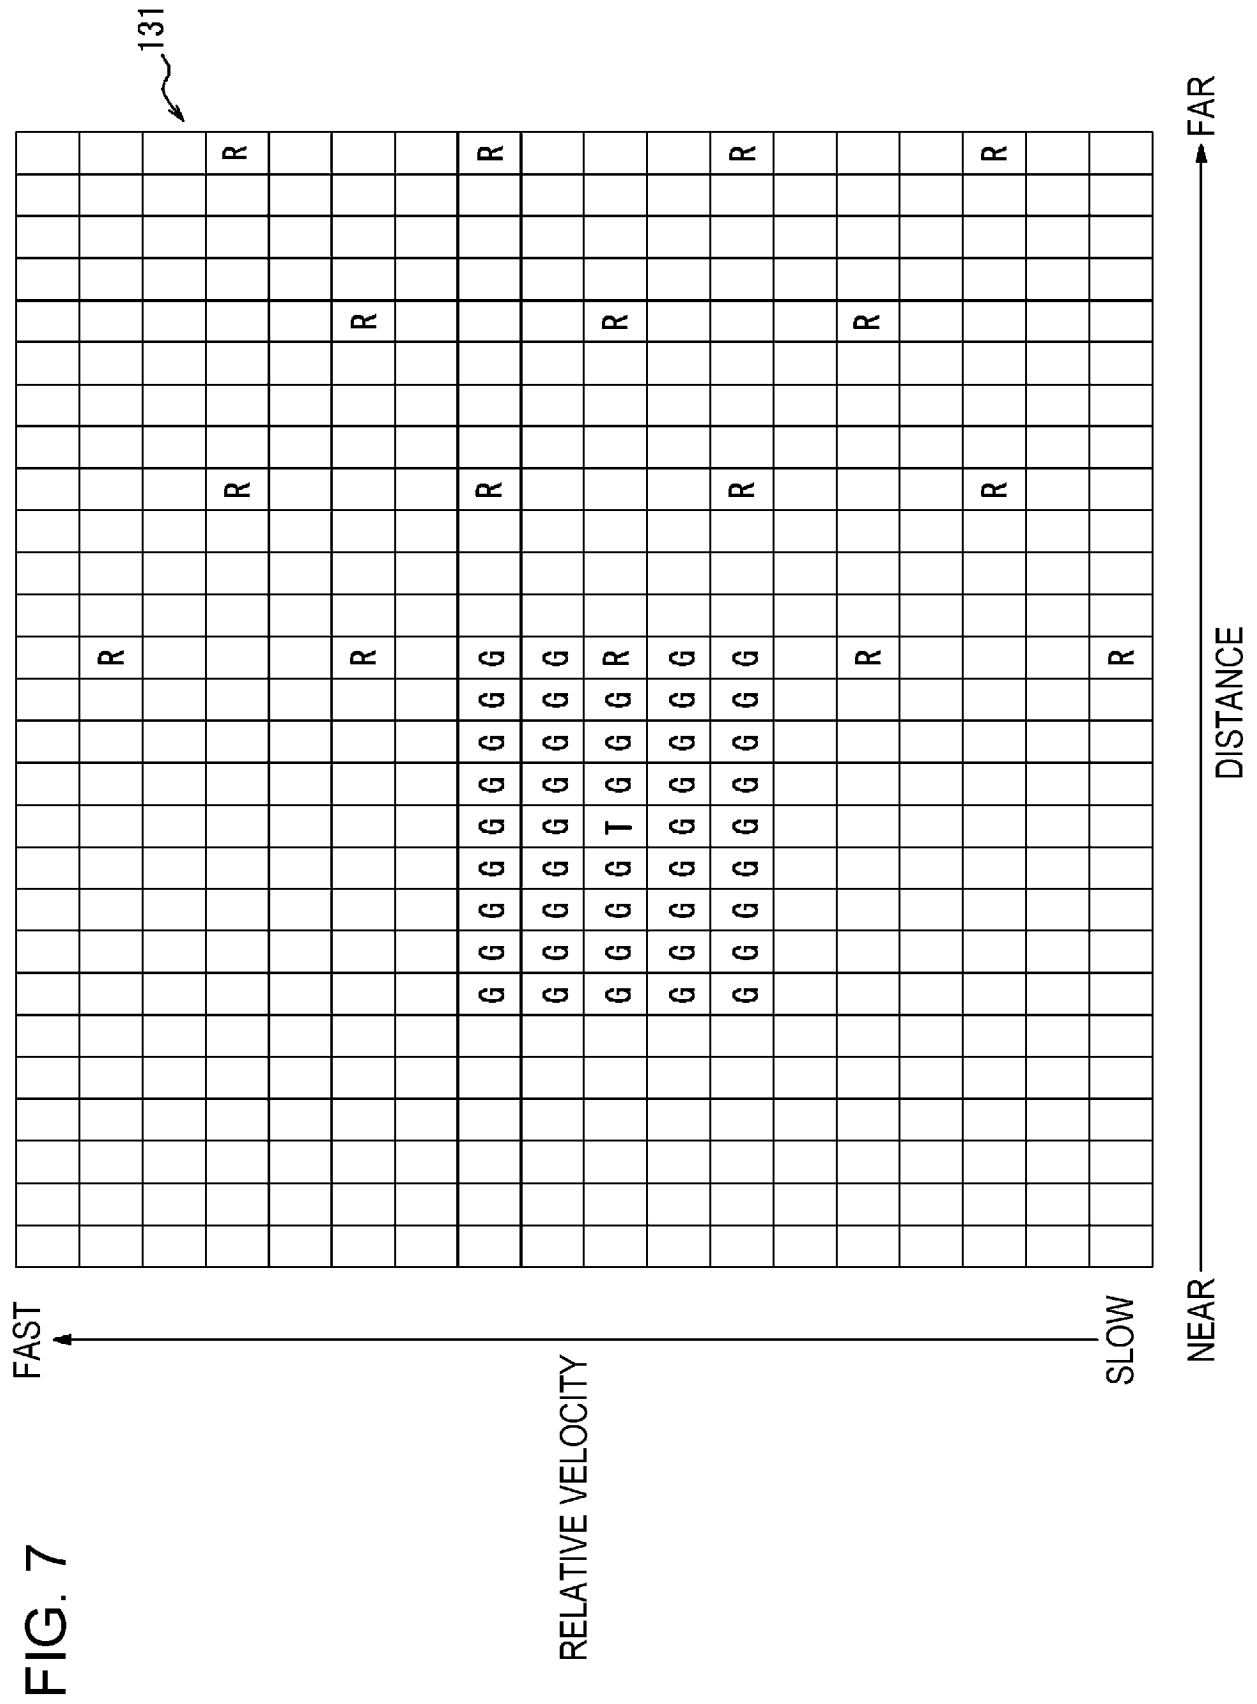 FIG. 7
FAST
131
R
R R
R R
G G G G G G G G G R R
G G G G G G G G G
RELATIVE VELOCITY
G G G G T G G G R R
G G G G G G G G G
G G G G G G G G G R R
R R
R R
R
SLOW
NEAR FAR
DISTANCE